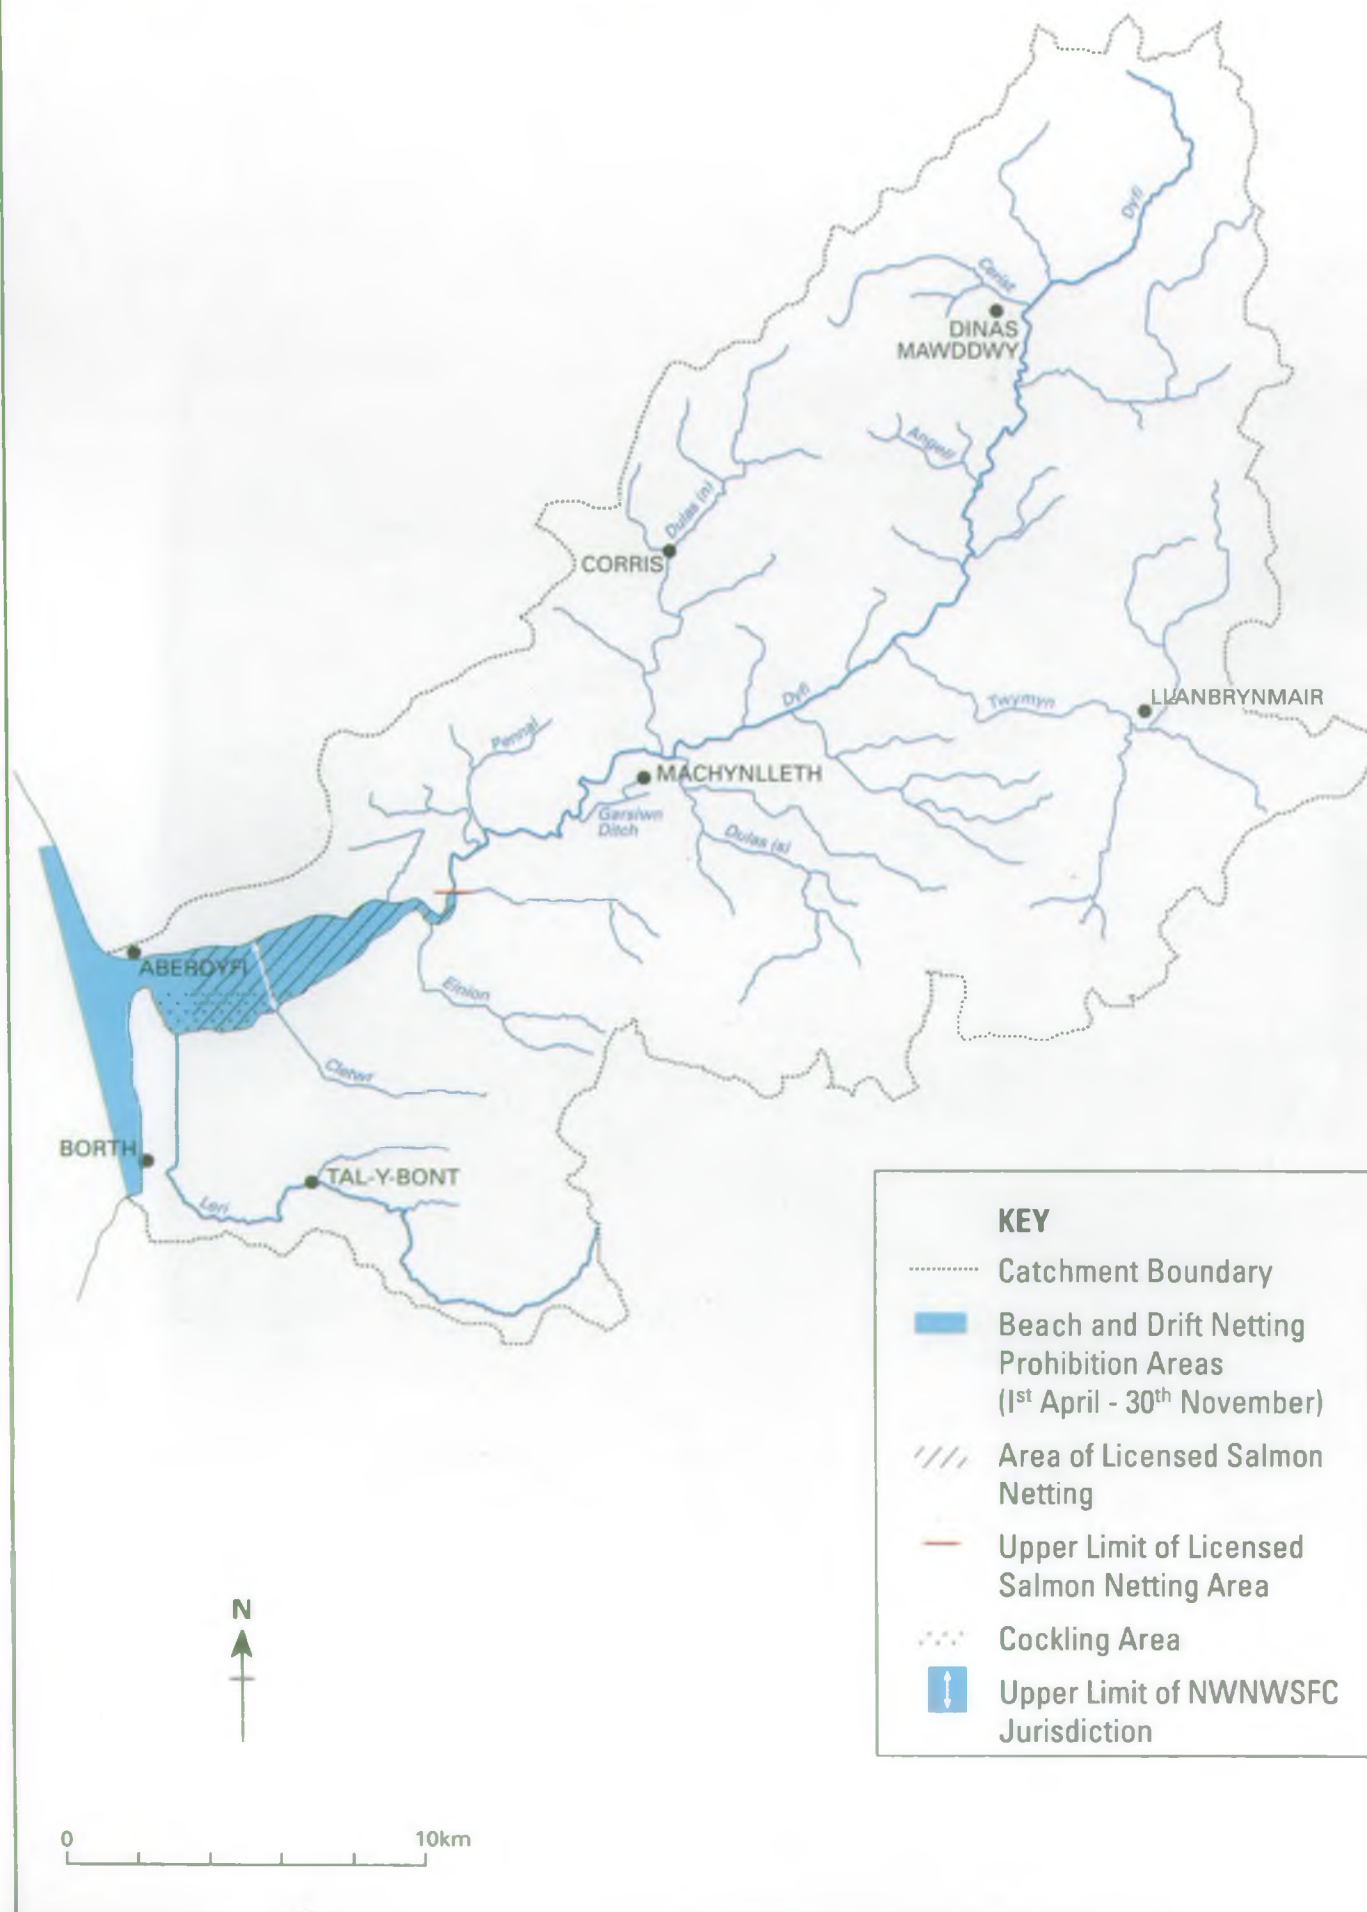 Dyfi
Cerist
DINAS
MAWDDWY
Angell
Dulas (n)
CORRIS
LLANBRYNMAIR
Twymyn
Dyfi
Pennal
MACHYNLLETH
Garsiwn
Ditch
Dulas (s)
ABERDYFI
Einion
Cletwr
BORTH
TAL-Y-BONT
Leri
KEY
Catchment Boundary
Beach and Drift Netting
Prohibition Areas
(1st April - 30th November)
Area of Licensed Salmon
Netting
Upper Limit of Licensed
Salmon Netting Area
Cockling Area
Upper Limit of NWNWSFC
Jurisdiction
N
0 10km